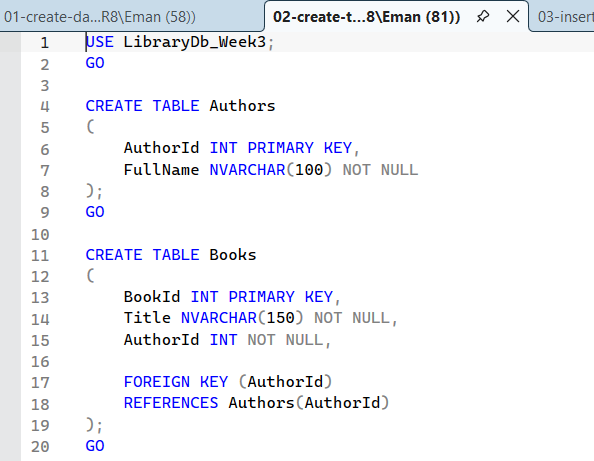 01-create-da...R8\Eman (58))
02-create-t...8\Eman (81))
03-insert
1 USE LibraryDb_Week3;
2 GO
3
4 CREATE TABLE Authors
5 (
6 AuthorId INT PRIMARY KEY,
7 FullName NVARCHAR(100) NOT NULL
8 );
9 GO
10
11 CREATE TABLE Books
12 (
13 BookId INT PRIMARY KEY,
14 Title NVARCHAR(150) NOT NULL,
15 AuthorId INT NOT NULL,
16
17 FOREIGN KEY (AuthorId)
18 REFERENCES Authors(AuthorId)
19 );
20 GO